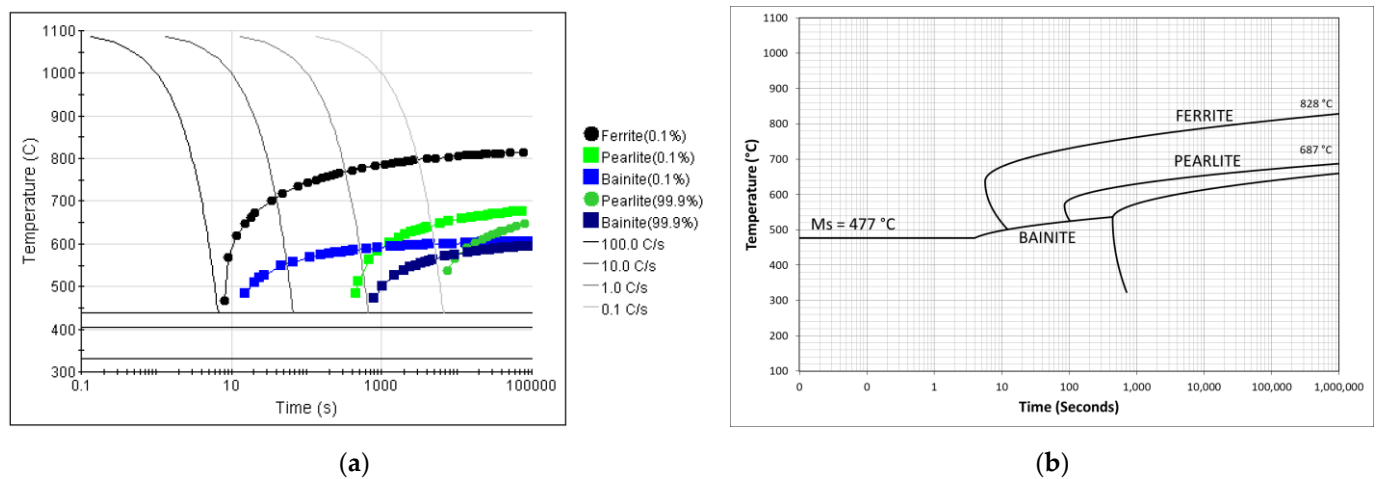 1100
1000
900
800
700
600
500
400
300
Temperature (C)
0.1
10
1000
100000
Time (s)
Ferrite(0.1%)
Pearlite(0.1%)
Bainite(0.1%)
Pearlite(99.9%)
Bainite(99.9%)
100.0 C/s
10.0 C/s
1.0 C/s
0.1 C/s
(a)
1100
1000
900
800
700
600
500
400
300
200
100
Temperature (°C)
828 °C
FERRITE
687 °C
PEARLITE
Ms = 477 °C
BAINITE
0
0
1
10
100
1,000
10,000
100,000
1,000,000
Time (Seconds)
(b)